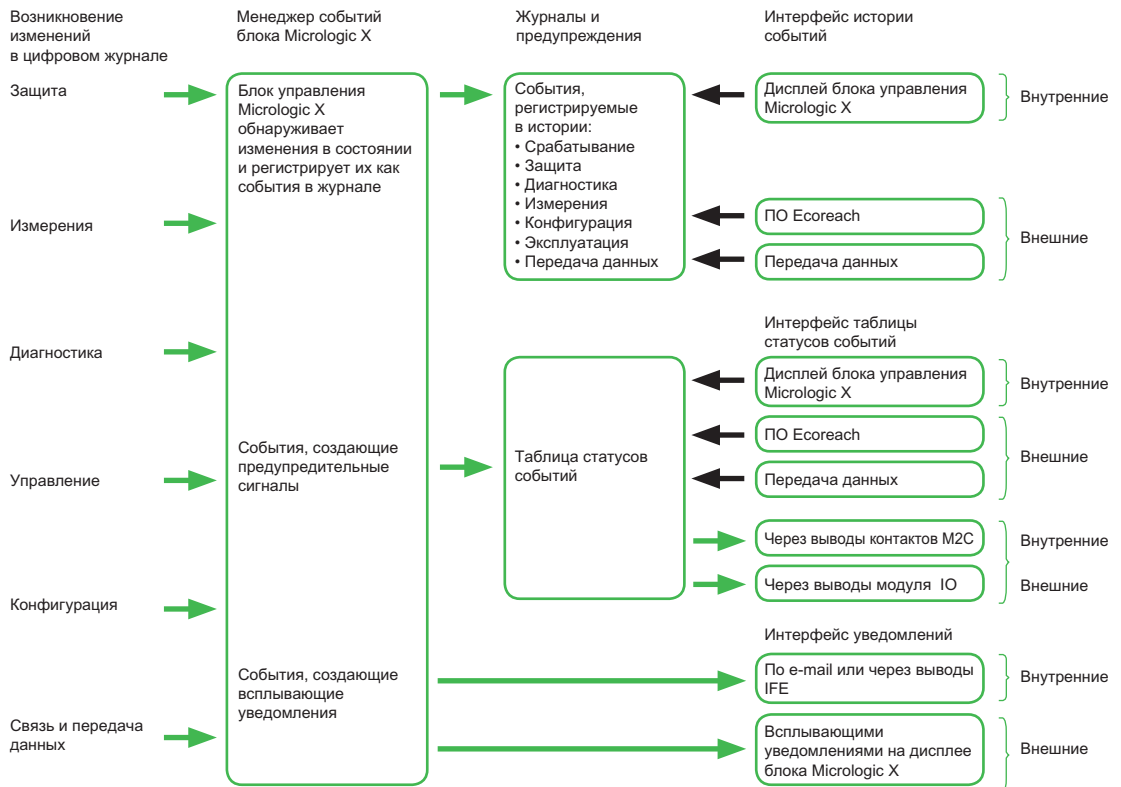 Возникновение
изменений
в цифровом журнале
Менеджер событий
блока Micrologic X
Журналы и
предупреждения
Интерфейс истории
событий
Защита
Измерения
Диагностика
Управление
Конфигурация
Связь и передача
данных
Блок управления
Micrologic X
обнаруживает
изменения в состоянии
и регистрирует их как
события в журнале
События, создающие
предупредительные
сигналы
События, создающие
всплывающие
уведомления
События,
регистрируемые
в истории:
• Срабатывание
• Защита
• Диагностика
• Измерения
• Конфигурация
• Эксплуатация
• Передача данных
Таблица статусов
событий
Дисплей блока управления
Micrologic X
Внутренние
ПО Ecoreach
Передача данных
Внешние
Интерфейс таблицы
статусов событий
Дисплей блока управления
Micrologic X
Внутренние
ПО Ecoreach
Передача данных
Внешние
Через выводы контактов M2C
Внутренние
Через выводы модуля IO
Внешние
Интерфейс уведомлений
По e-mail или через выводы
IFE
Внутренние
Всплывающими
уведомлениями на дисплее
блока Micrologic X
Внешние